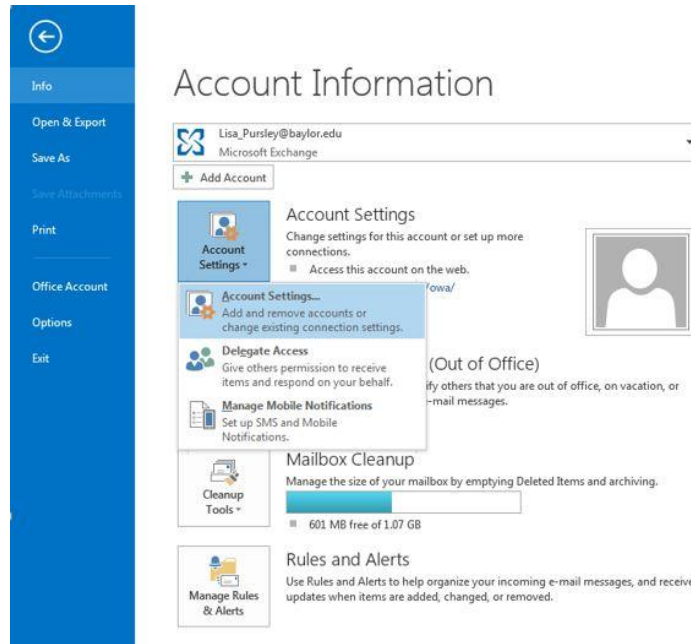 Info
Open & Export
Save As
Save Attachments
Print
Office Account
Options
Exit
Account Information
Lisa_Pursley@baylor.edu
Microsoft Exchange
Add Account
Account
Settings
Account Settings
Change settings for this account or set up more
connections.
Access this account on the web.
/owa/
Account Settings...
Add and remove accounts or
change existing connection settings.
Delegate Access
Give others permission to receive
items and respond on your behalf.
Manage Mobile Notifications
Set up SMS and Mobile
Notifications.
(Out of Office)
others that you are out of office, on vacation, or
-mail messages.
Cleanup
Tools
Mailbox Cleanup
Manage the size of your mailbox by emptying Deleted Items and archiving.
601 MB free of 1.07 GB
Manage Rules
& Alerts
Rules and Alerts
Use Rules and Alerts to help organize your incoming e-mail messages, and receive
updates when items are added, changed, or removed.